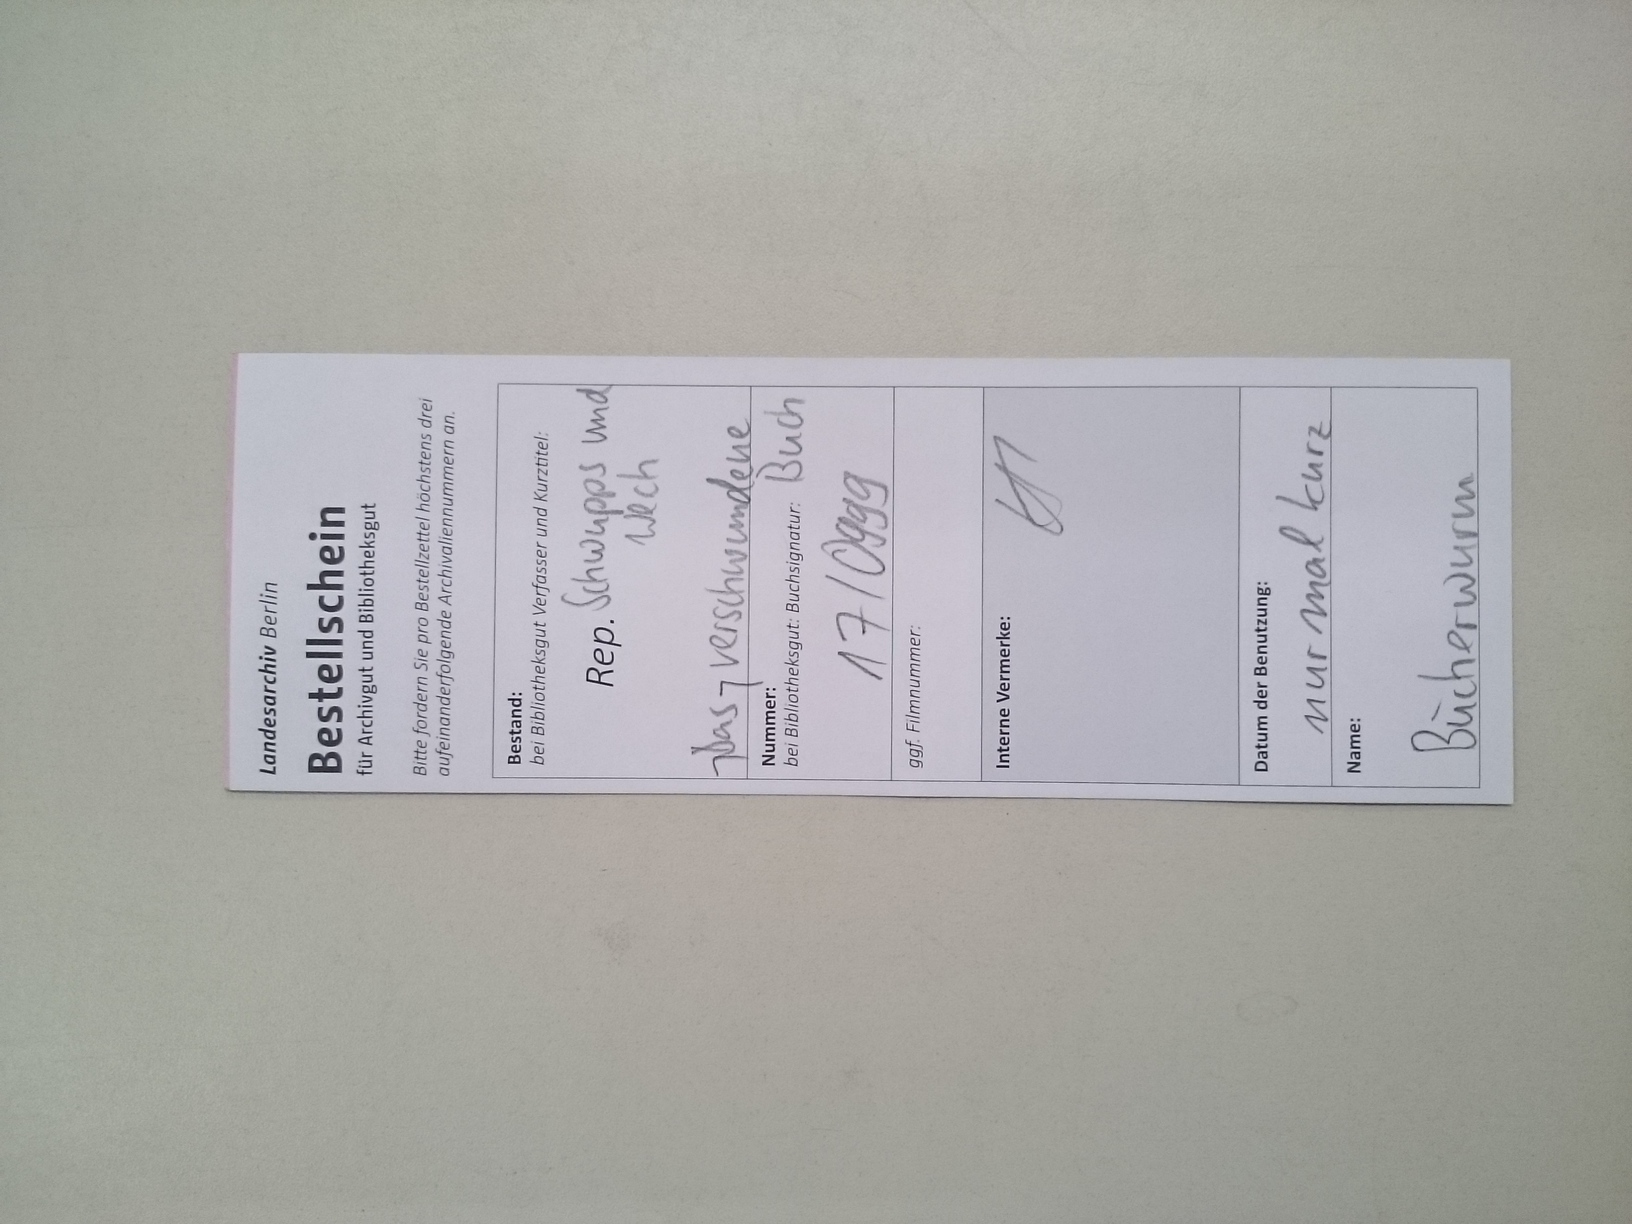 Landesarchiv Berlin
Bestellschein
für Archivgut und Bibliotheksgut
Bitte fordern Sie pro Bestellzettel höchstens drei
aufeinanderfolgende Archivaliennummern an.
Bestand:
bei Bibliotheksgut Verfasser und Kurztitel:
Rep. Schwupps und
Wech
¬Das¬ verschwundene
Buch
Nummer:
bei Bibliotheksgut: Buchsignatur:
17/0999
ggf. Filmnummer:
Interne Vermerke:
Datum der Benutzung:
nur mal kurz
Name:
Bücherwurm